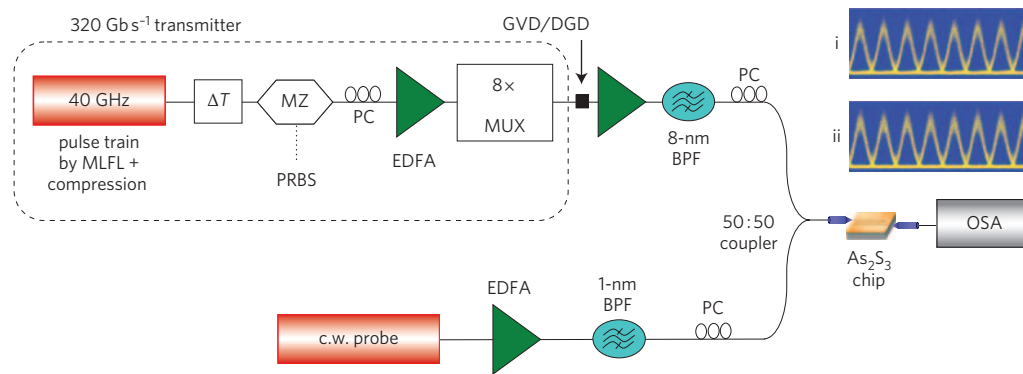 320 Gb s⁻¹ transmitter
GVD/DGD
i
40 GHz
ΔT
MZ
PC
8×
MUX
PC
pulse train
by MLFL +
compression
PRBS
EDFA
8-nm
BPF
ii
50:50
coupler
As₂S₃
chip
OSA
EDFA
1-nm
BPF
PC
c.w. probe